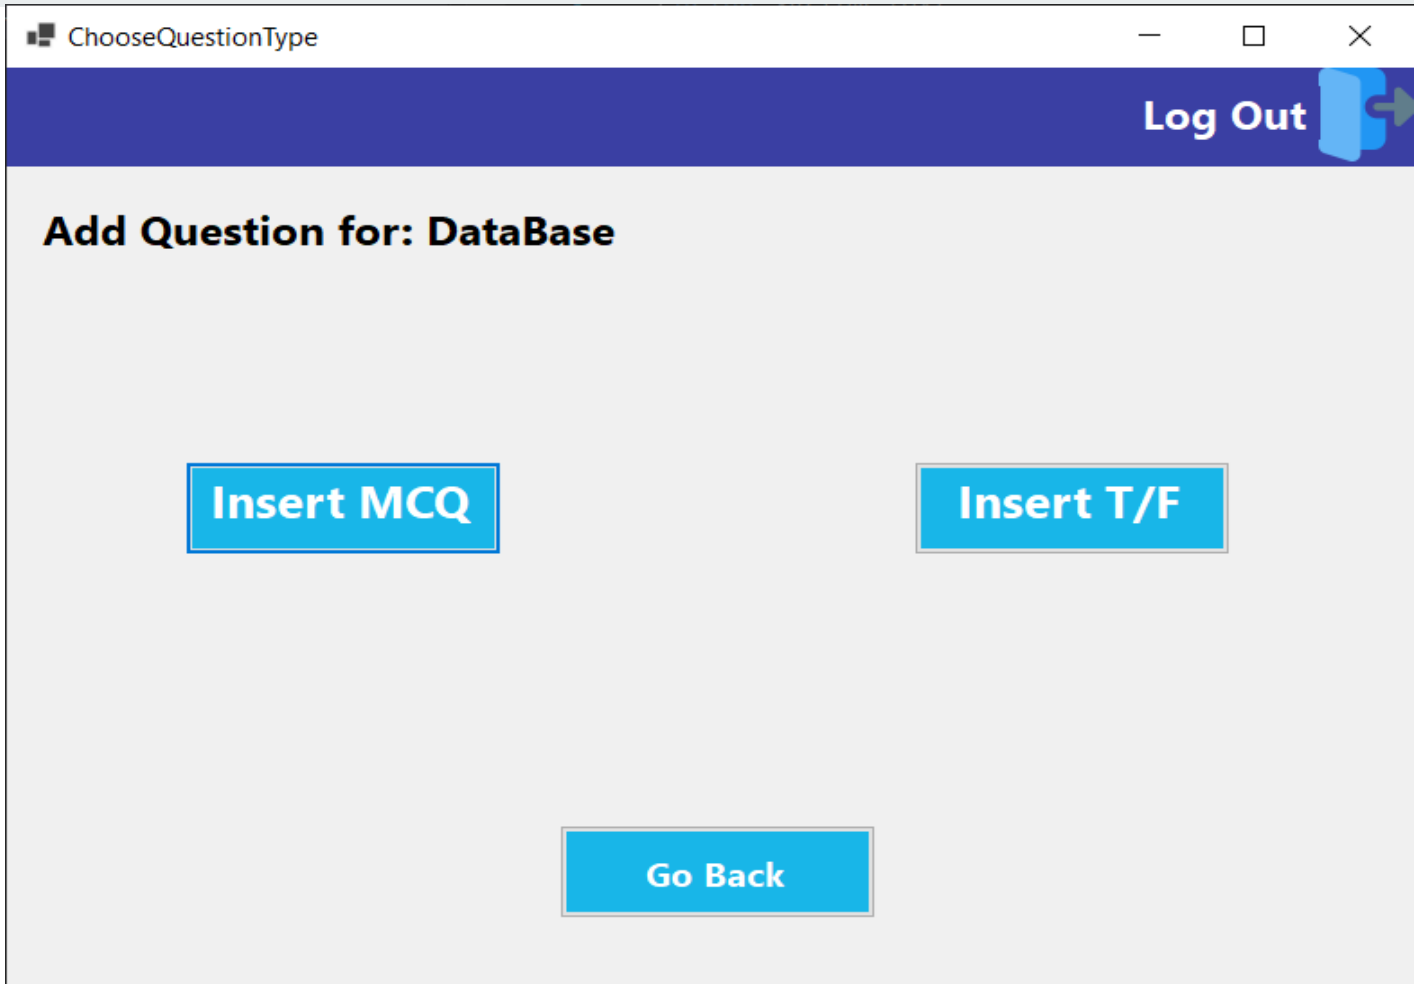 ChooseQuestionType
Log Out
Add Question for: DataBase
Insert MCQ
Insert T/F
Go Back